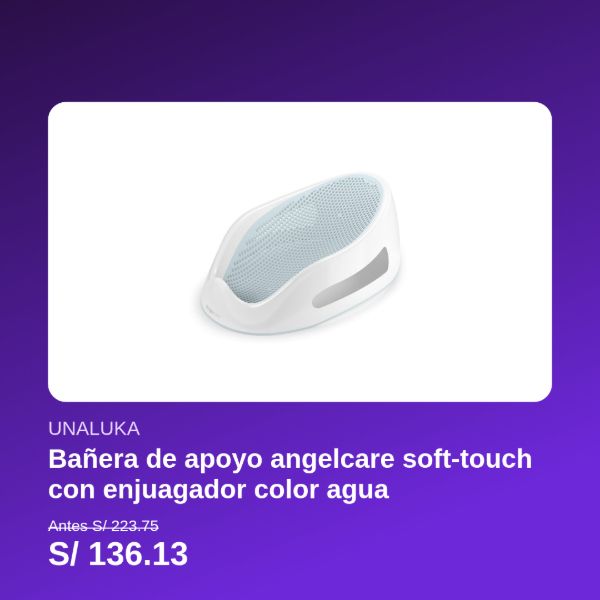 UNALUKA
Bañera de apoyo angelcare soft-touch
con enjuagador color agua
Antes S/ 223.75
S/ 136.13